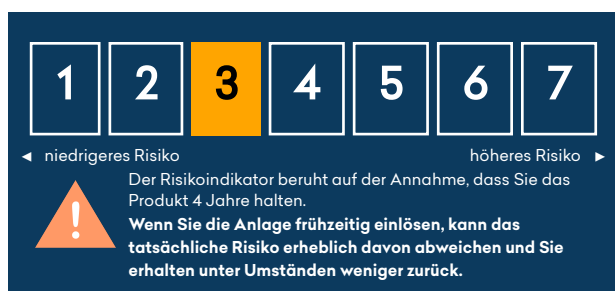 1 2 3 4 5 6 7
◄ niedrigeres Risiko höheres Risiko ►
Der Risikoindikator beruht auf der Annahme, dass Sie das
Produkt 4 Jahre halten.
Wenn Sie die Anlage frühzeitig einlösen, kann das
tatsächliche Risiko erheblich davon abweichen und Sie
erhalten unter Umständen weniger zurück.
!